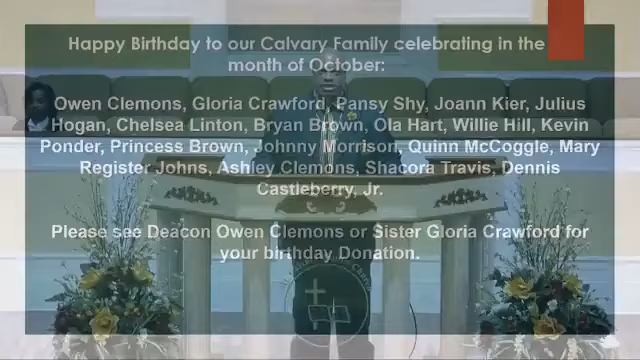 Happy Birthday to our Calvary Family celebrating in the
month of October:
Owen Clemons, Gloria Crawford, Pansy Shy, Joann Kier, Julius
Hogan, Chelsea Linton, Bryan Brown, Ola Hart, Willie Hill, Kevin
Ponder, Princess Brown, Johnny Morrison, Quinn McCoggle, Mary
Register Johns, Ashley Clemons, Shacora Travis, Dennis
Castleberry, Jr.
Please see Deacon Owen Clemons or Sister Gloria Crawford for
your birthday Donation.